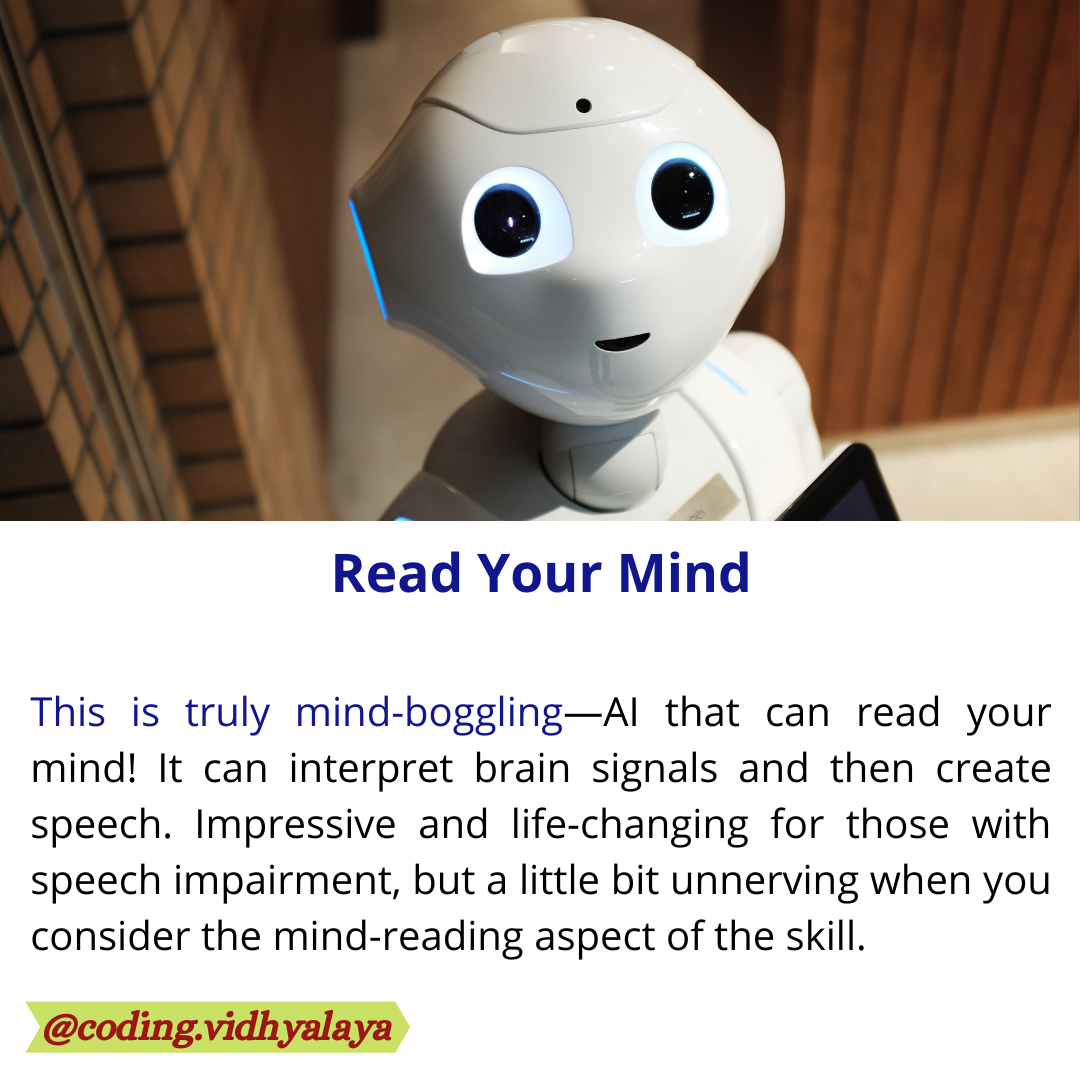 Read Your Mind
This is truly mind-boggling—AI that can read your
mind! It can interpret brain signals and then create
speech. Impressive and life-changing for those with
speech impairment, but a little bit unnerving when you
consider the mind-reading aspect of the skill.
@coding.vidhyalaya